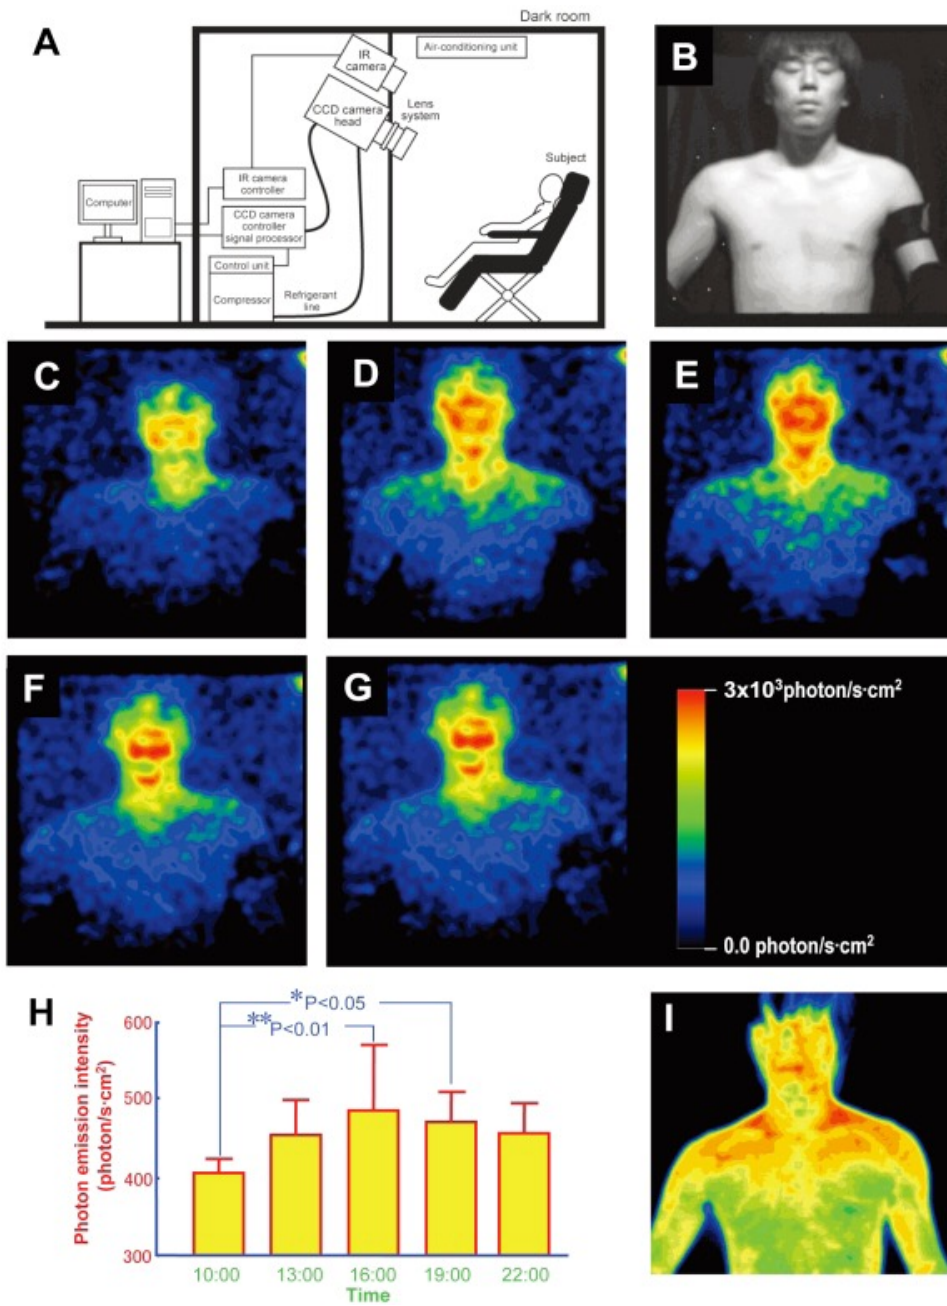 A
Dark room
Air-conditioning unit
IR
camera
CCD camera
head
Lens
system
Subject
IR camera
controller
Computer
CCD camera
controller
signal processor
Control unit
Compressor
Refrigerant
line
B
C
D
E
F
G
3x10³photon/s·cm²
0.0 photon/s·cm²
H
Photon emission intensity
(photon/s·cm²)
600
500
400
300
*P<0.05
**P<0.01
10:00
13:00
16:00
19:00
22:00
Time
I